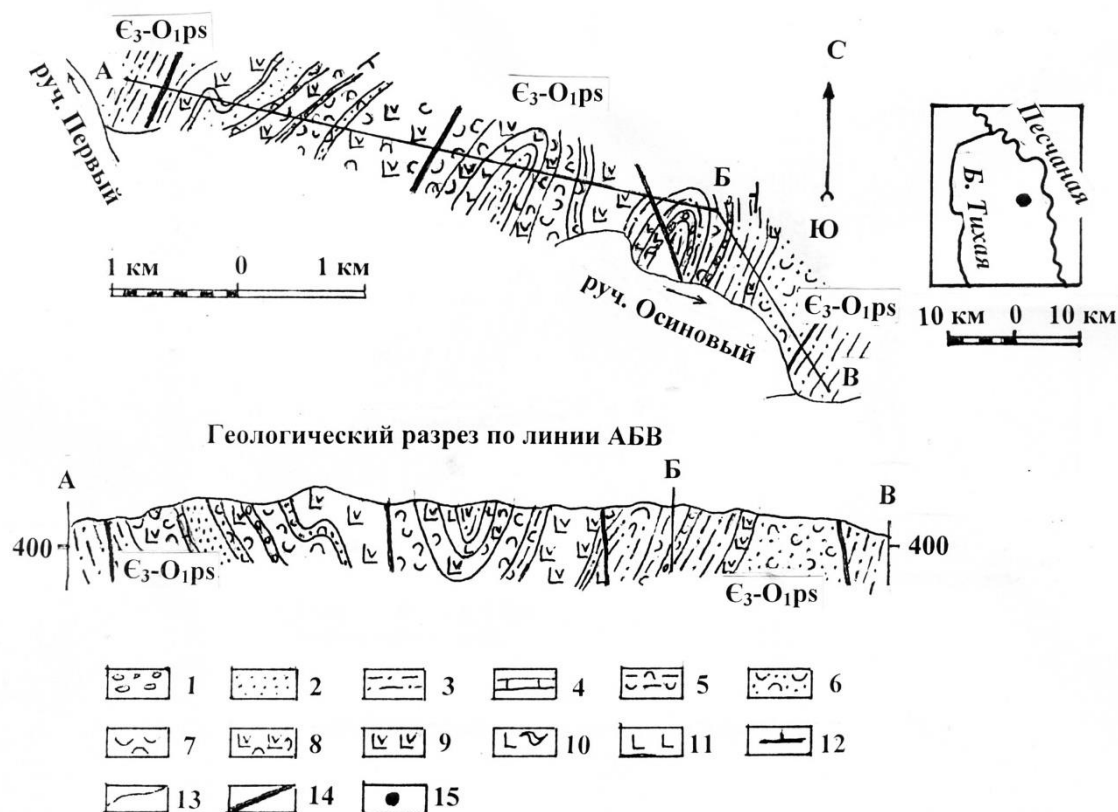 Є₃-O₁ps
А
руч. Первый
Є₃-O₁ps
С
Ю
Б
Песчаная
Б. Тихая
1 км 0 1 км
руч. Осиновый
Є₃-O₁ps
В
10 км 0 10 км
Геологический разрез по линии АБВ
А Б В
400 400
Є₃-O₁ps Є₃-O₁ps
1 2 3 4 5 6
7 8 9 10 11 12
13 14 15